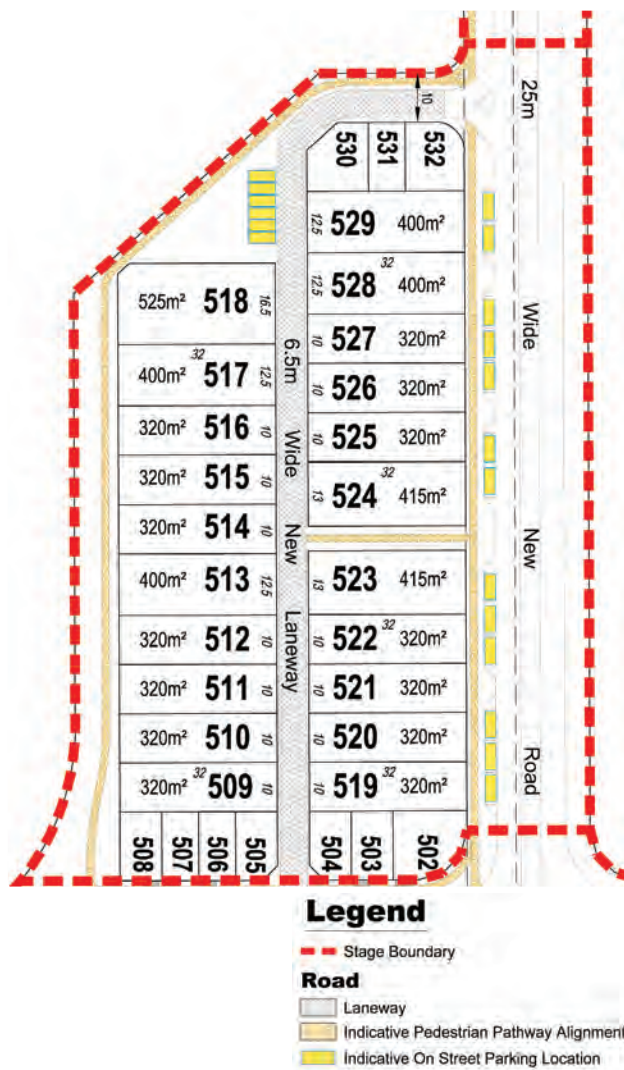 10
25m
530
531
532
12.5 529 400m²
32
12.5 528 400m²
525m² 518 16.5
10 527 320m²
32
400m² 517 12.5
10 526 320m²
320m² 516 10
10 525 320m²
320m² 515 10
32
13 524 415m²
320m² 514 10
400m² 513 12.5
13 523 415m²
32
320m² 512 10
10 522 320m²
320m² 511 10
10 521 320m²
320m² 510 10
10 520 320m²
32
320m² 509 10
32
10 519 320m²
508
507
506
505
504
503
502
6.5m Wide New Laneway
Wide New Road
Legend
Stage Boundary
Road
Laneway
Indicative Pedestrian Pathway Alignment
Indicative On Street Parking Location